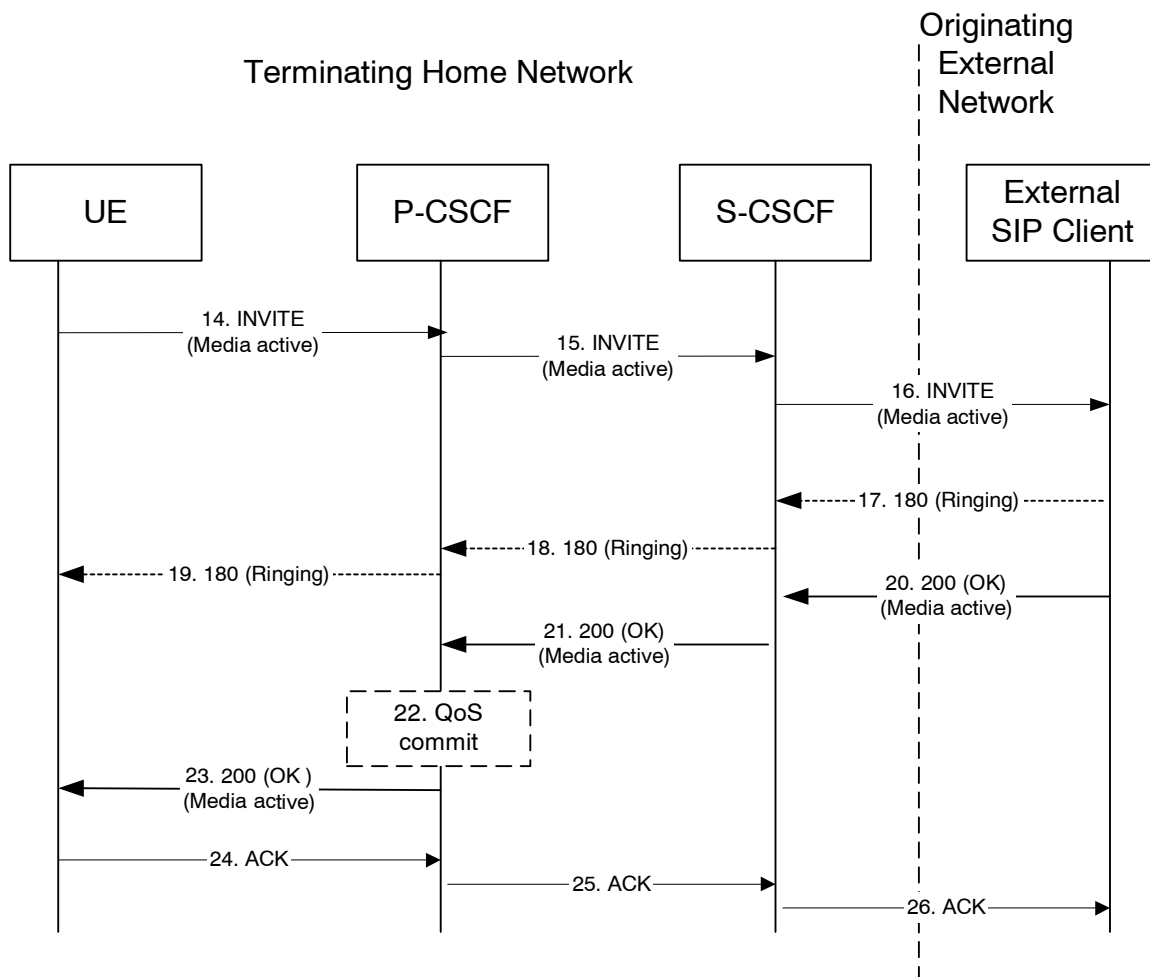 Originating
External
Network
Terminating Home Network
UE
P-CSCF
S-CSCF
External
SIP Client
14. INVITE
(Media active)
15. INVITE
(Media active)
16. INVITE
(Media active)
17. 180 (Ringing)
18. 180 (Ringing)
19. 180 (Ringing)
20. 200 (OK)
(Media active)
21. 200 (OK)
(Media active)
22. QoS
commit
23. 200 (OK )
(Media active)
24. ACK
25. ACK
26. ACK